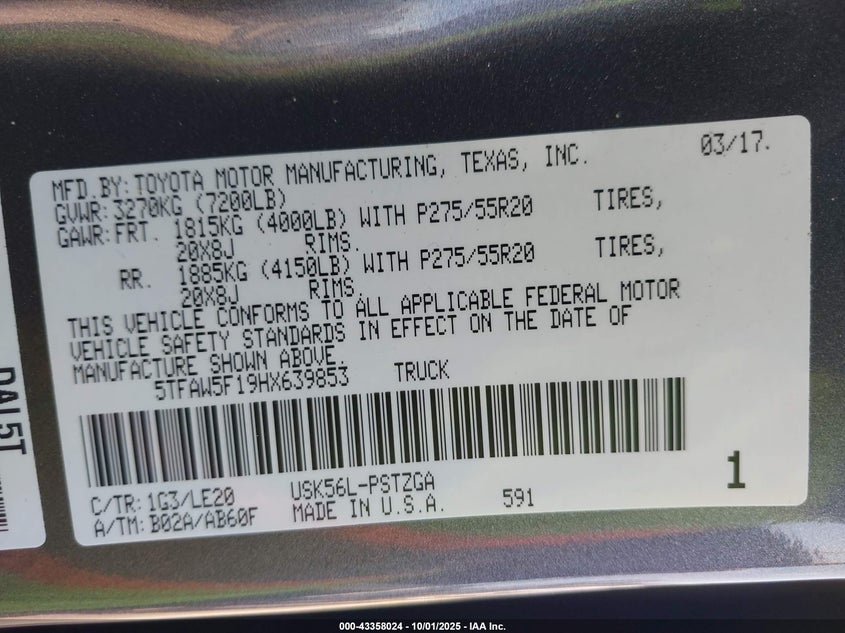 MFD.BY:TOYOTA MOTOR MANUFACTURING, TEXAS, INC. 03/17.
GVWR:3270KG (7200LB)
GAWR:FRT. 1815KG (4000LB) WITH P275/55R20 TIRES,
20X8J RIMS.
RR. 1885KG (4150LB) WITH P275/55R20 TIRES,
20X8J RIMS.
THIS VEHICLE CONFORMS TO ALL APPLICABLE FEDERAL MOTOR
VEHICLE SAFETY STANDARDS IN EFFECT ON THE DATE OF
MANUFACTURE SHOWN ABOVE.
5TFAW5F19HX639853 TRUCK
C/TR:1G3/LE20 USK56L-PSTZGA
A/TM:B02A/AB60F MADE IN U.S.A. 591
1
000-43358024 - 10/01/2025 - IAA Inc.